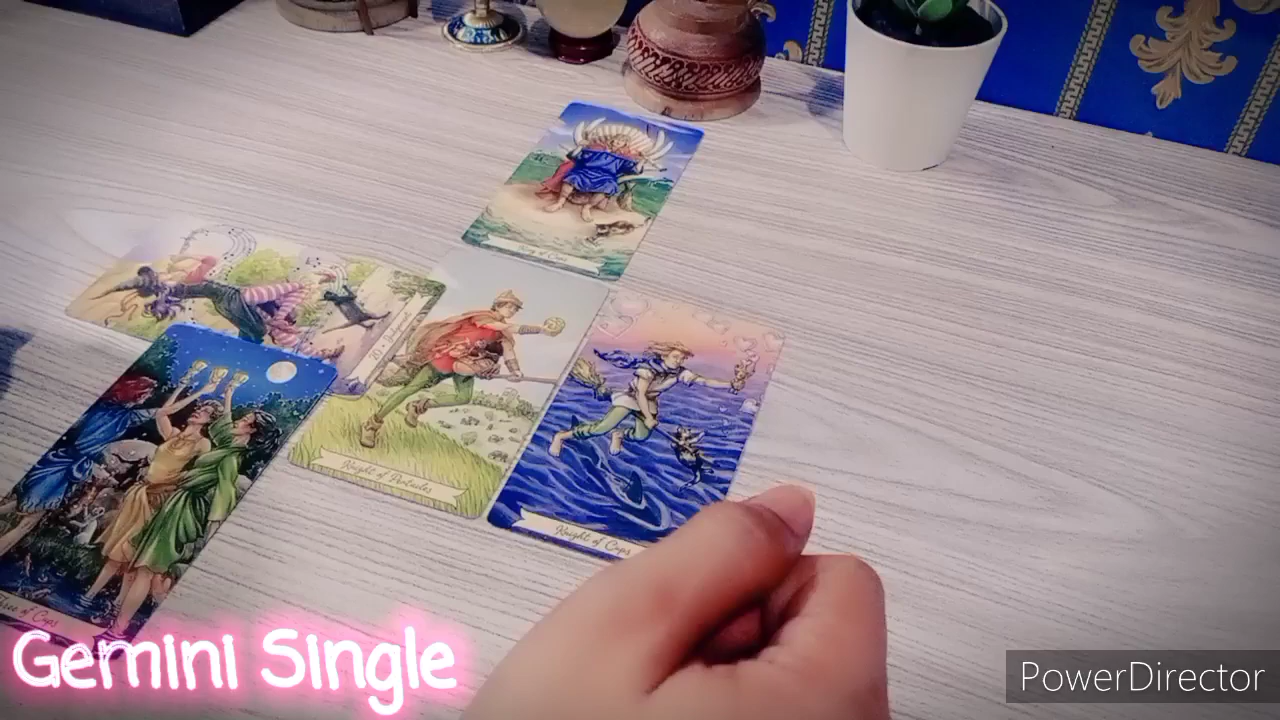 King of Cups
Knight of Pentacles
Knight of Cups
Three of Cups
Gemini Single
PowerDirector